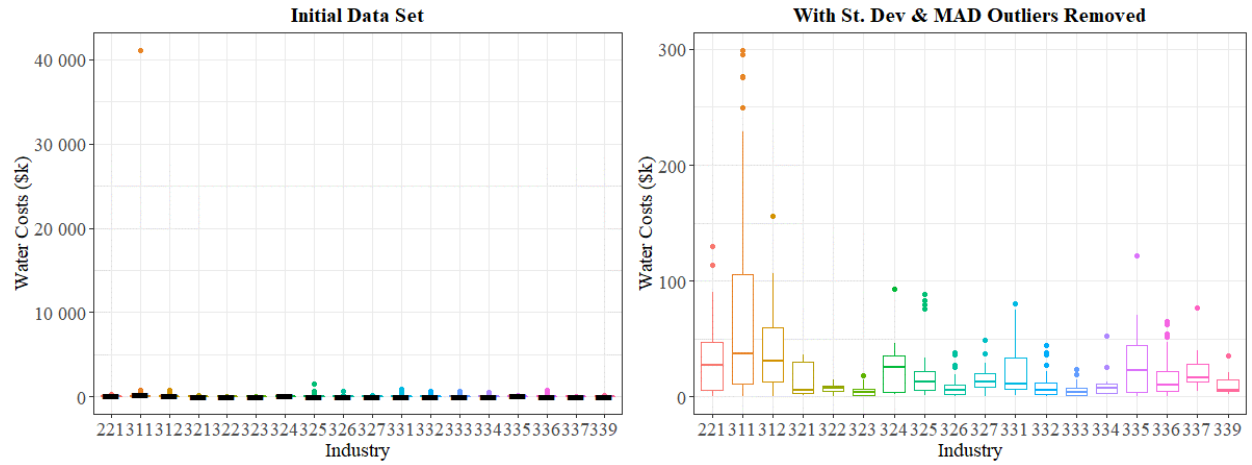 Initial Data Set
Water Costs ($k)
40 000
30 000
20 000
10 000
0
221 311 312 321 322 323 324 325 326 327 331 332 333 334 335 336 337 339
Industry
With St. Dev & MAD Outliers Removed
Water Costs ($k)
300
200
100
0
221 311 312 321 322 323 324 325 326 327 331 332 333 334 335 336 337 339
Industry